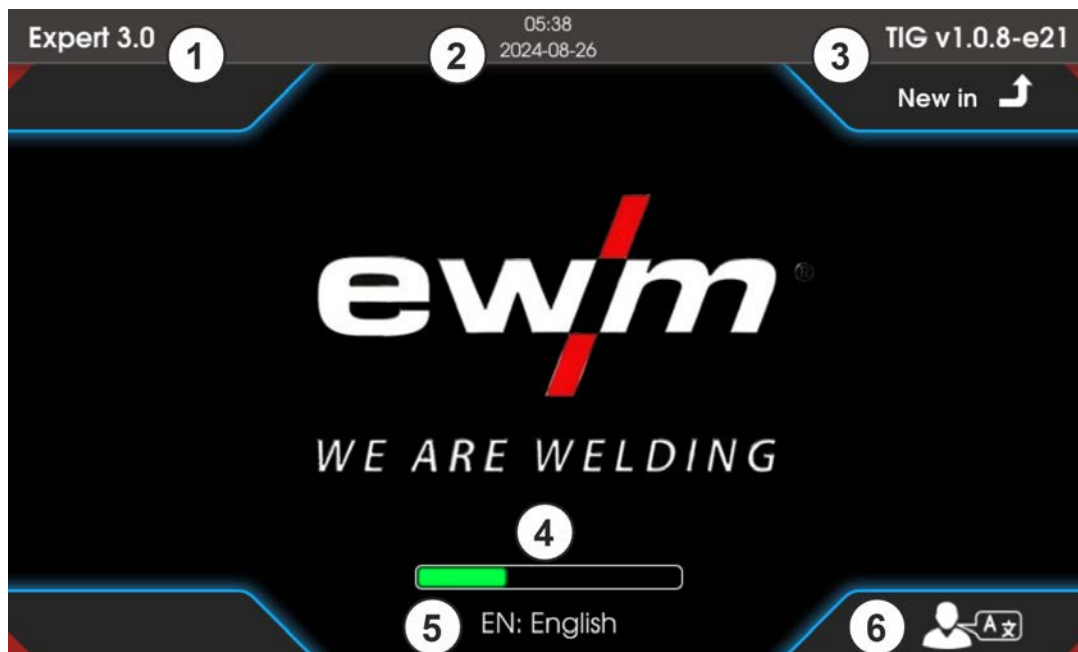 Expert 3.0
1
05:38
2024-08-26
2
3
TIG v1.0.8-e21
New in
ewm®
WE ARE WELDING
4
5
EN: English
6
A 文